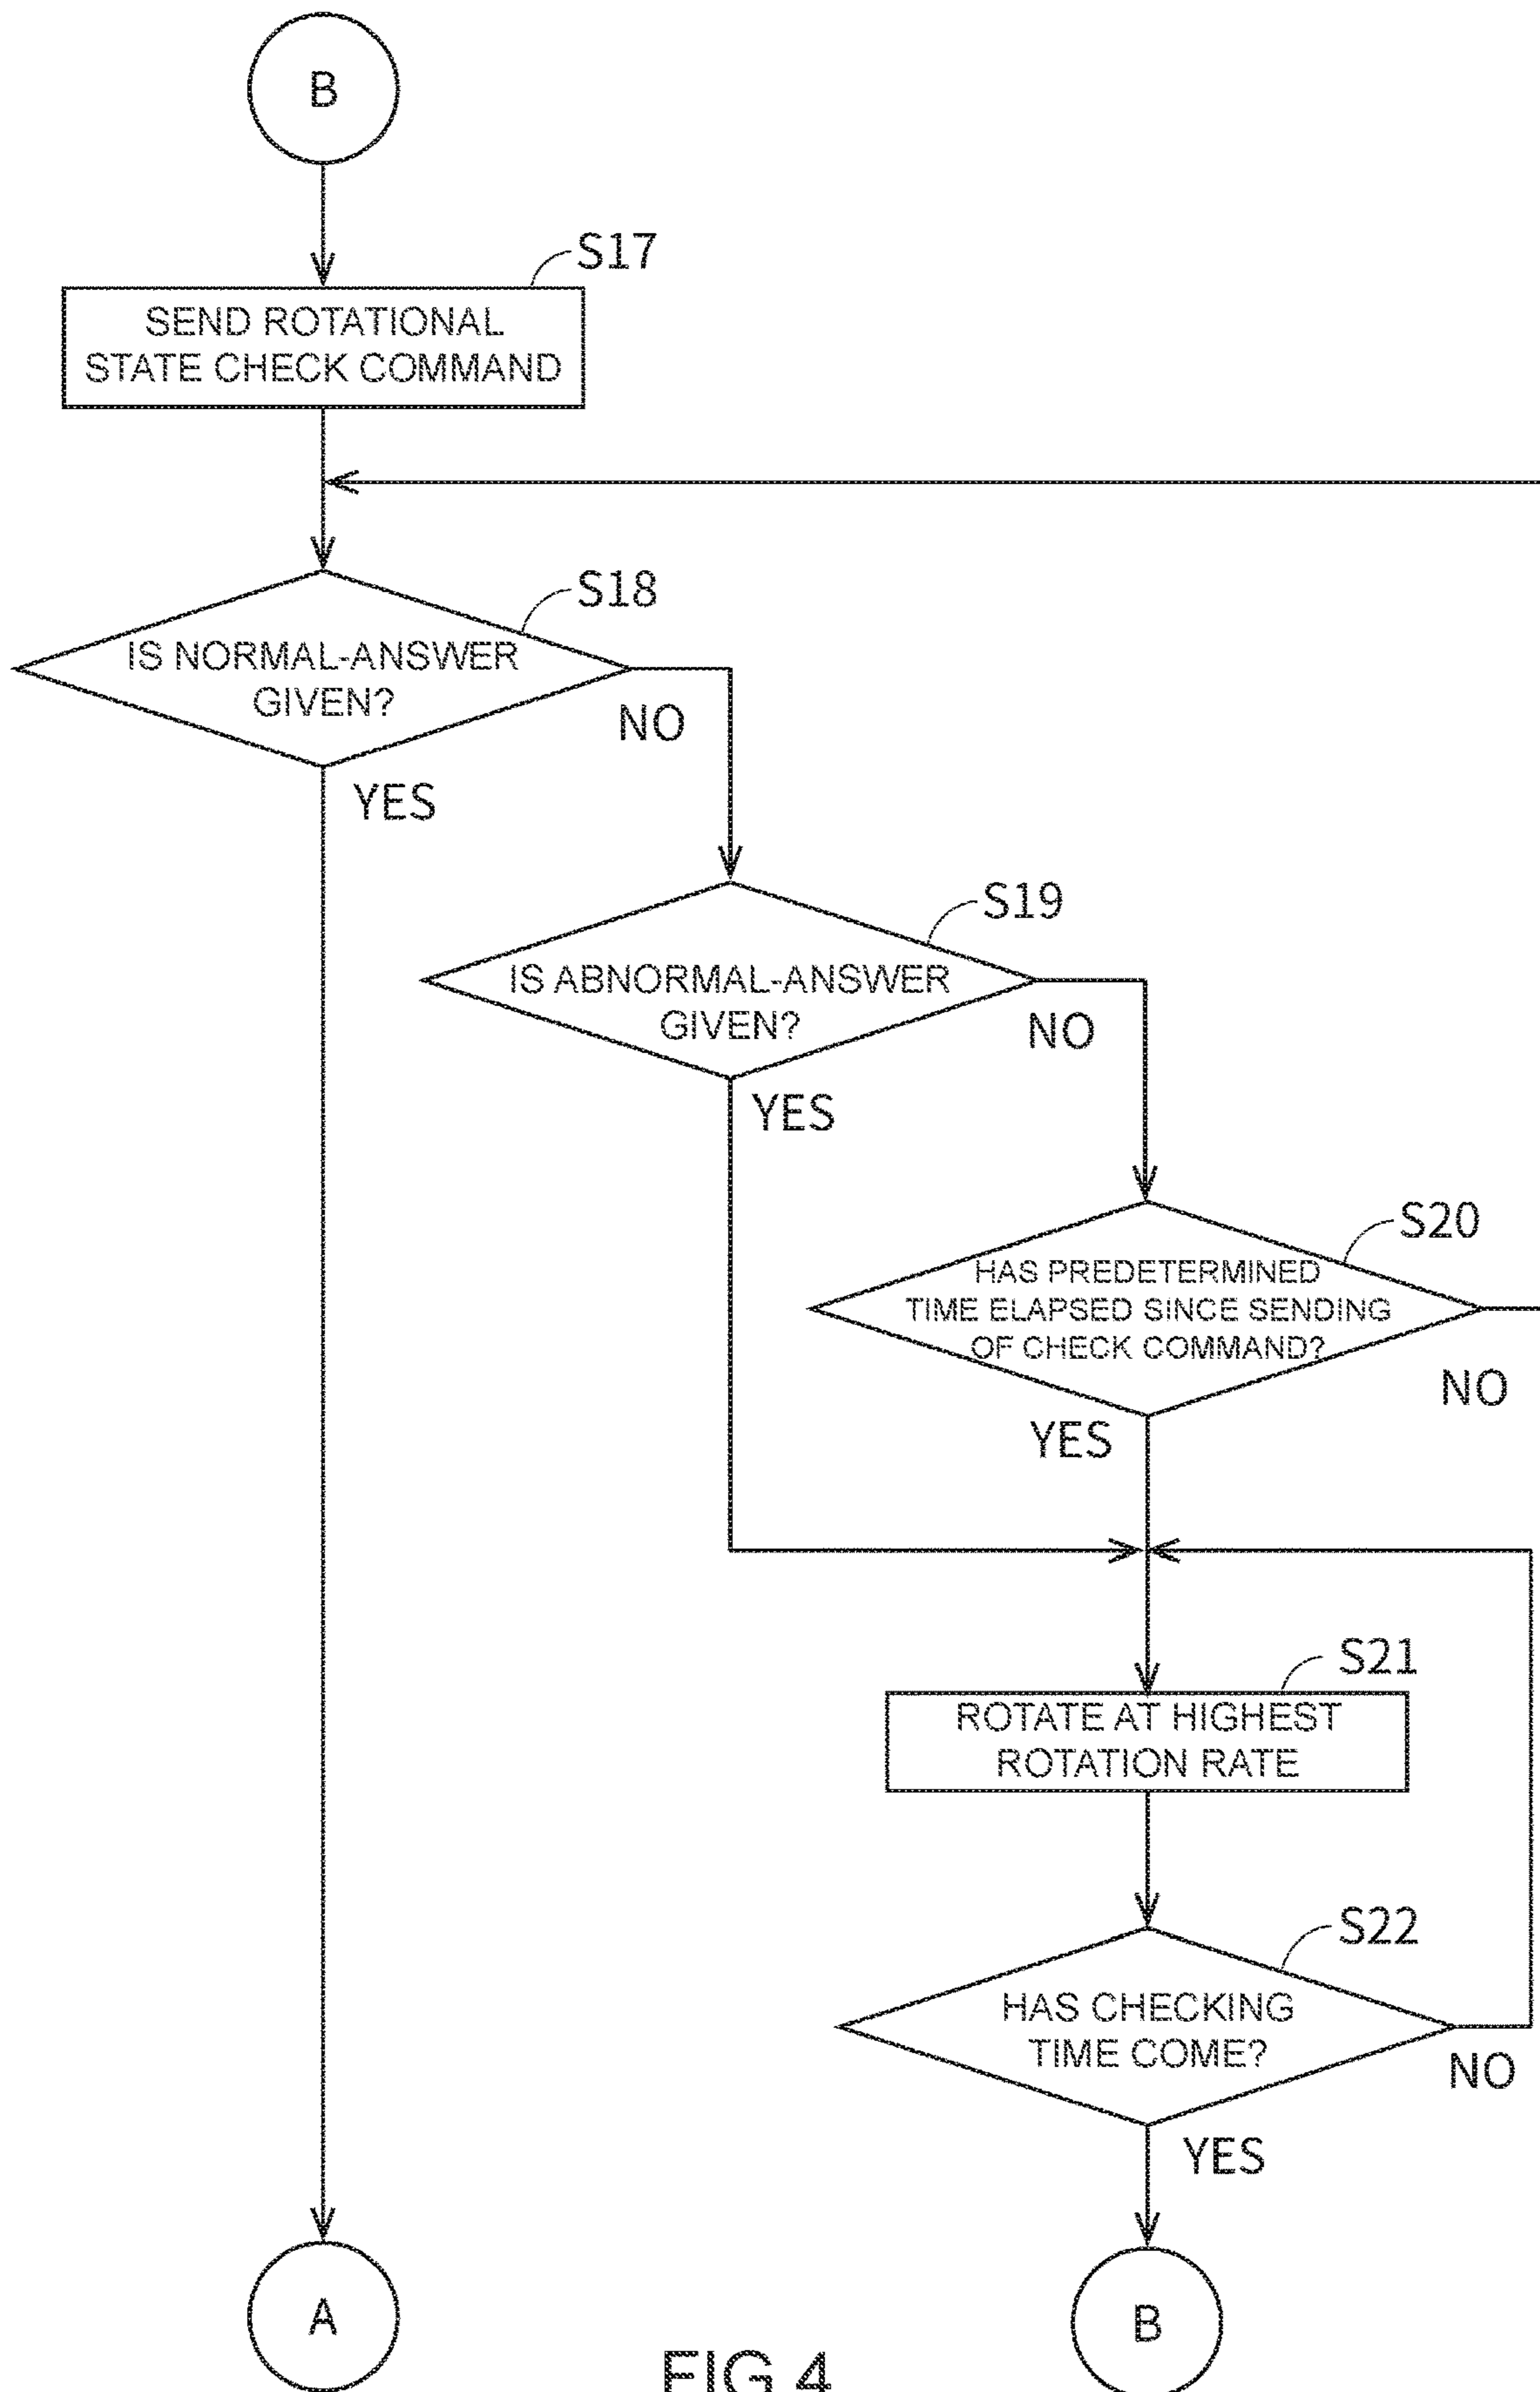 B
S17
SEND ROTATIONAL
STATE CHECK COMMAND
S18
IS NORMAL-ANSWER
GIVEN?
NO
YES
S19
IS ABNORMAL-ANSWER
GIVEN?
NO
YES
S20
HAS PREDETERMINED
TIME ELAPSED SINCE SENDING
OF CHECK COMMAND?
NO
YES
S21
ROTATE AT HIGHEST
ROTATION RATE
S22
HAS CHECKING
TIME COME?
NO
YES
A
B
FIG.4